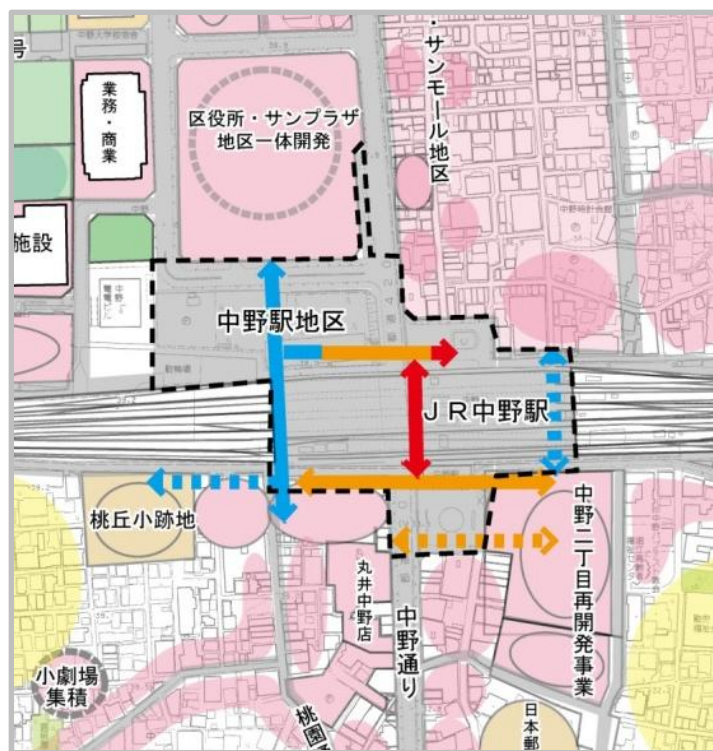 号
・サンモール地区
業務・商業
区役所・サンプラザ
地区一体開発
施設
中野駅地区
JR中野駅
桃丘小跡地
丸井中野店
中野通り
中野二丁目再開発事業
小劇場
集積
桃園
日本郵